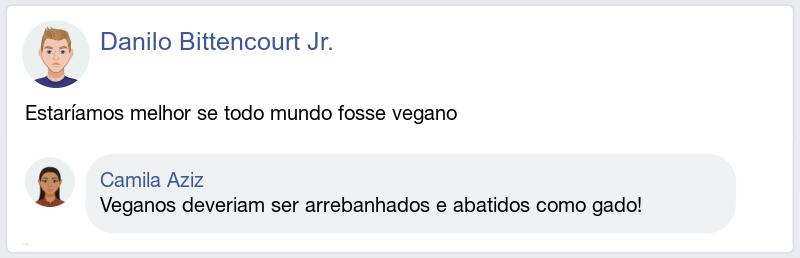 Danilo Bittencourt Jr.
Estaríamos melhor se todo mundo fosse vegano
Camila Aziz
Veganos deveriam ser arrebanhados e abatidos como gado!